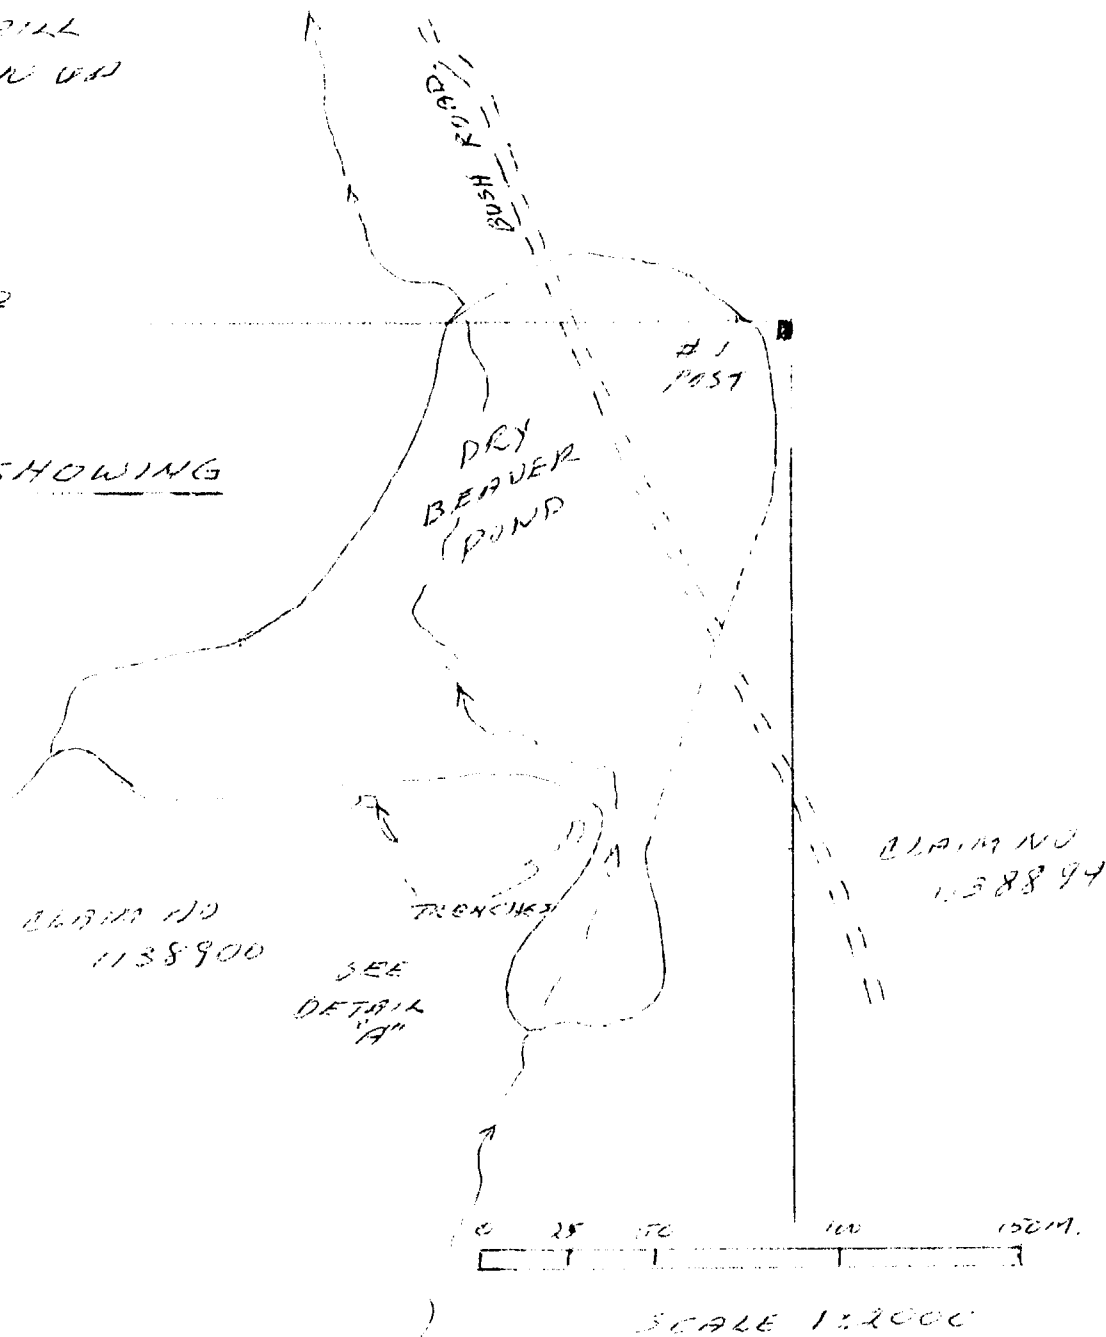 BUSH ROAD
# 1
POST
SHOWING
DRY
BEAVER
POND
CLAIM NO
1138894
CLAIM NO
1138900
TRENCHES
SEE
DETAIL
"A"
0 25 50 100 150 M.
SCALE 1:2000